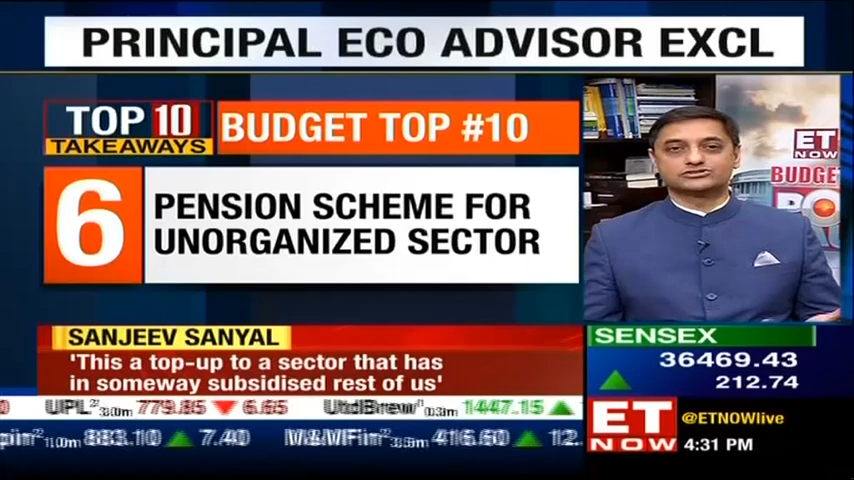 PRINCIPAL ECO ADVISOR EXCL
TOP 10
TAKEAWAYS
BUDGET TOP #10
6
PENSION SCHEME FOR
UNORGANIZED SECTOR
ET
NOW
BUDGET
SANJEEV SANYAL
'This a top-up to a sector that has
in someway subsidised rest of us'
SENSEX
36469.43
212.74
UPL 779.85 6.65 UtdBrew 1447.15
883.10 7.40 M&MFin 416.60 12.
ET
NOW
@ETNOWlive
4:31 PM